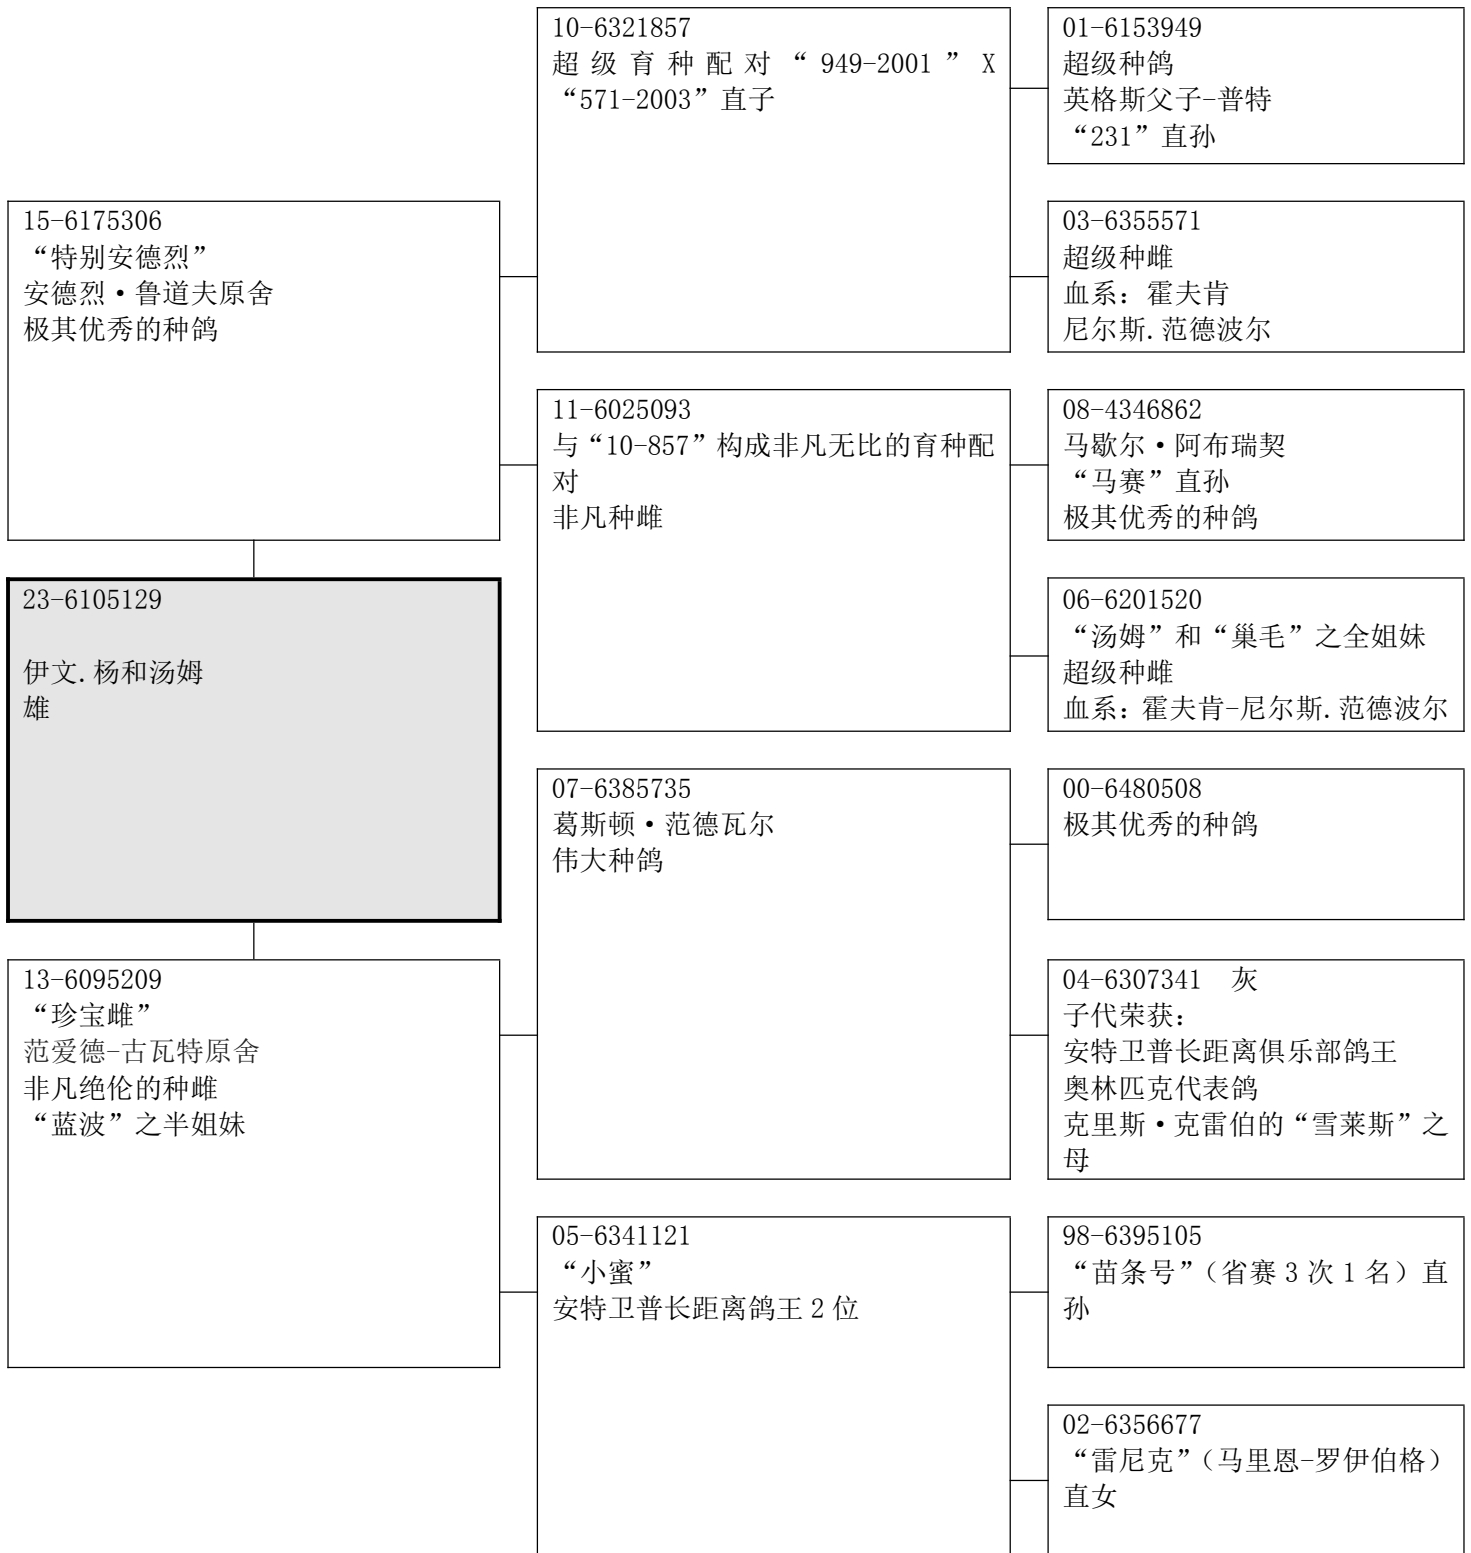 10-6321857
超级育种配对“949-2001”X
“571-2003”直子
01-6153949
超级种鸽
英格斯父子-普特
“231”直孙
15-6175306
“特别安德烈”
安德烈•鲁道夫原舍
极其优秀的种鸽
03-6355571
超级种雌
血系：霍夫肯
尼尔斯.范德波尔
11-6025093
与“10-857”构成非凡无比的育种配
对
非凡种雌
08-4346862
马歇尔•阿布瑞契
“马赛”直孙
极其优秀的种鸽
23-6105129
伊文.杨和汤姆
雄
06-6201520
“汤姆”和“巢毛”之全姐妹
超级种雌
血系：霍夫肯-尼尔斯.范德波尔
07-6385735
葛斯顿•范德瓦尔
伟大种鸽
00-6480508
极其优秀的种鸽
13-6095209
“珍宝雌”
范爱德-古瓦特原舍
非凡绝伦的种雌
“蓝波”之半姐妹
04-6307341 灰
子代荣获：
安特卫普长距离俱乐部鸽王
奥林匹克代表鸽
克里斯•克雷伯的“雪莱斯”之
母
05-6341121
“小蜜”
安特卫普长距离鸽王2位
98-6395105
“苗条号”（省赛3次1名）直
孙
02-6356677
“雷尼克”（马里恩-罗伊伯格）
直女